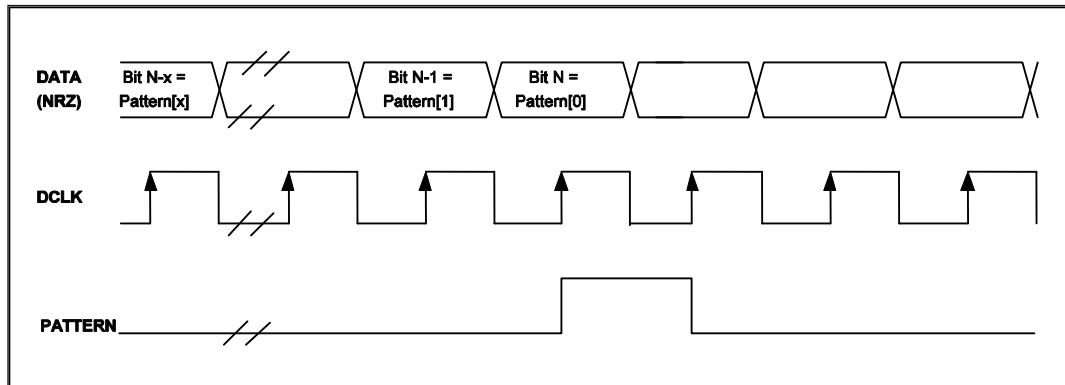 DATA
(NRZ)
Bit N-x =
Pattern[x]
Bit N-1 =
Pattern[1]
Bit N =
Pattern[0]
DCLK
PATTERN